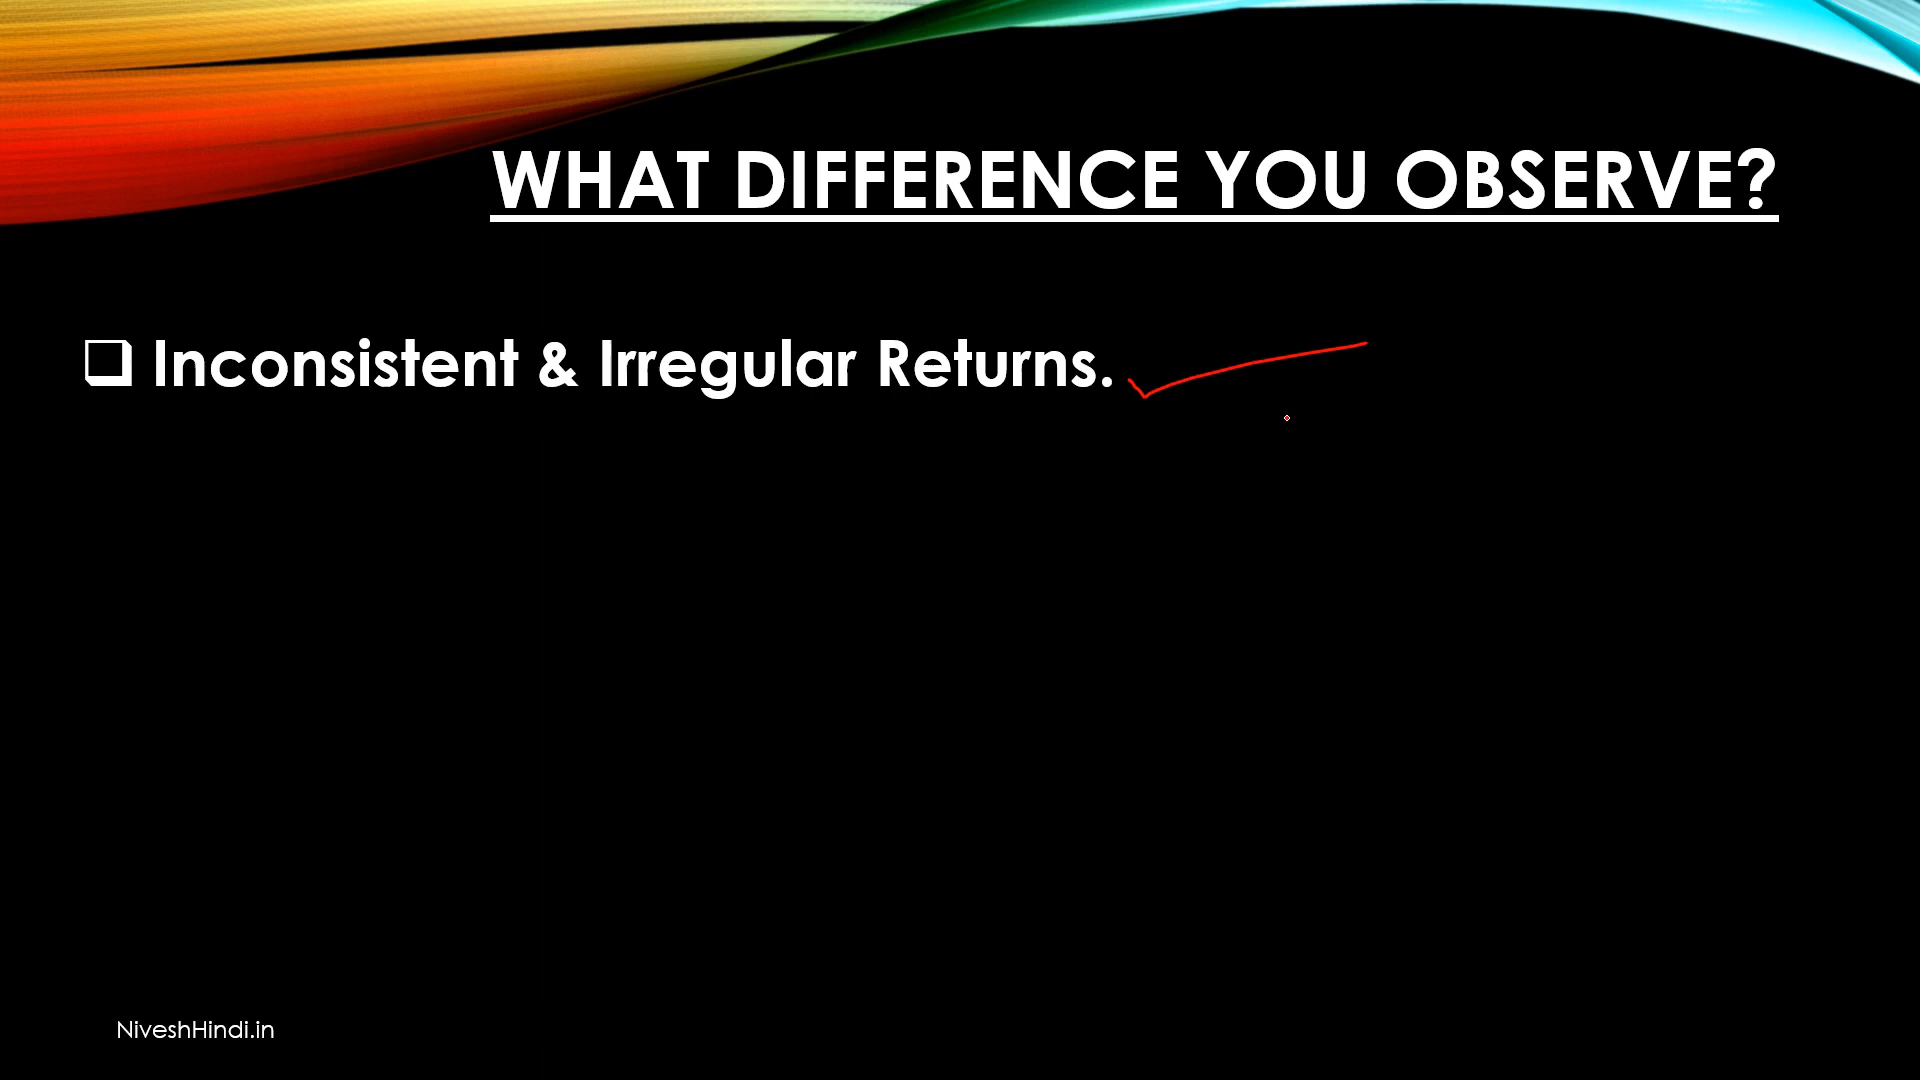 WHAT DIFFERENCE YOU OBSERVE?
❑ Inconsistent & Irregular Returns.
NiveshHindi.in